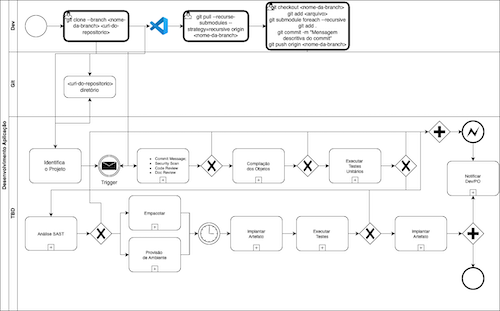 Desenvolvimento Aplicação
Dev
git clone --branch <nome-
da-branch> <url-do-
repositorio>
git pull --recurse-
submodules --
strategy=recursive origin
<nome-da-branch>
git checkout <nome-da-branch>
git add <arquivo>
git submodule foreach --recursive
git add .
git commit -m "Mensagem
descritiva do commit"
git push origin <nome-da-branch>
Git
<url-do-repositorio>
diretório
TBD
Identifica
o Projeto
Trigger
Commit Message
Security Scan
Code Review
Doc Review
Compilação
dos Objetos
Executar
Testes
Unitários
Notificar
Dev/PO
Análise SAST
Empacotar
Provisão
de Ambiente
Implantar
Artefato
Executar
Testes
Implantar
Artefato